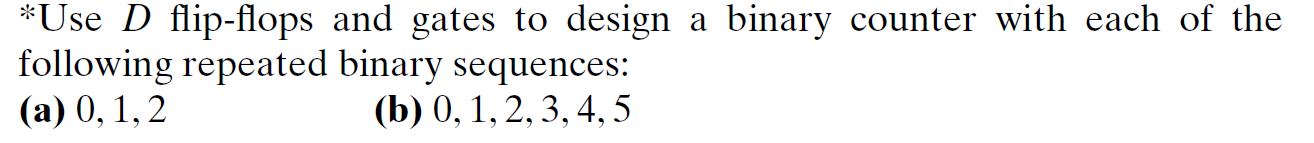 *Use D flip-flops and gates to design a binary counter with each of the
following repeated binary sequences:
(a) 0, 1, 2 (b) 0, 1, 2, 3, 4, 5